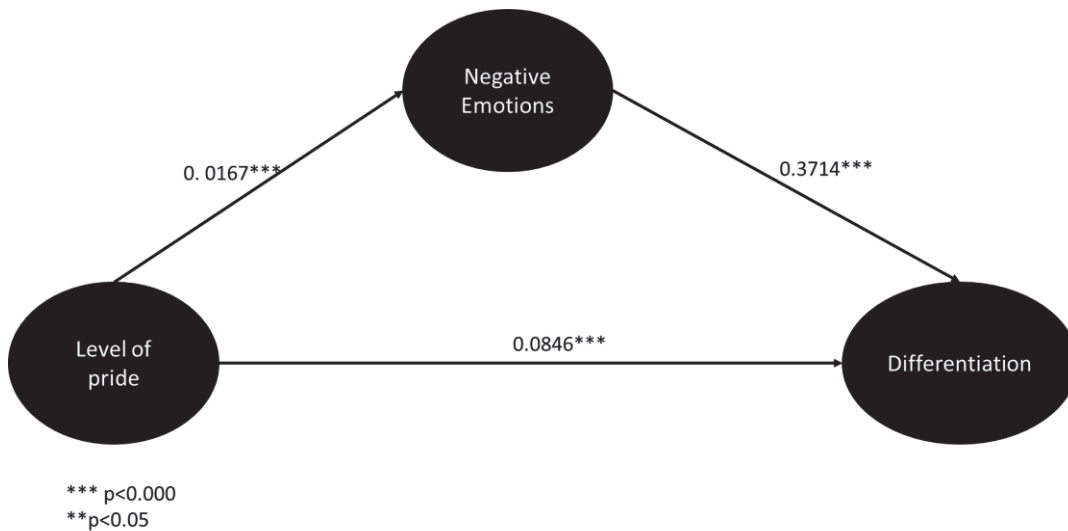 Negative
Emotions
0. 0167***
0.3714***
Level of
pride
0.0846***
Differentiation
*** p<0.000
**p<0.05